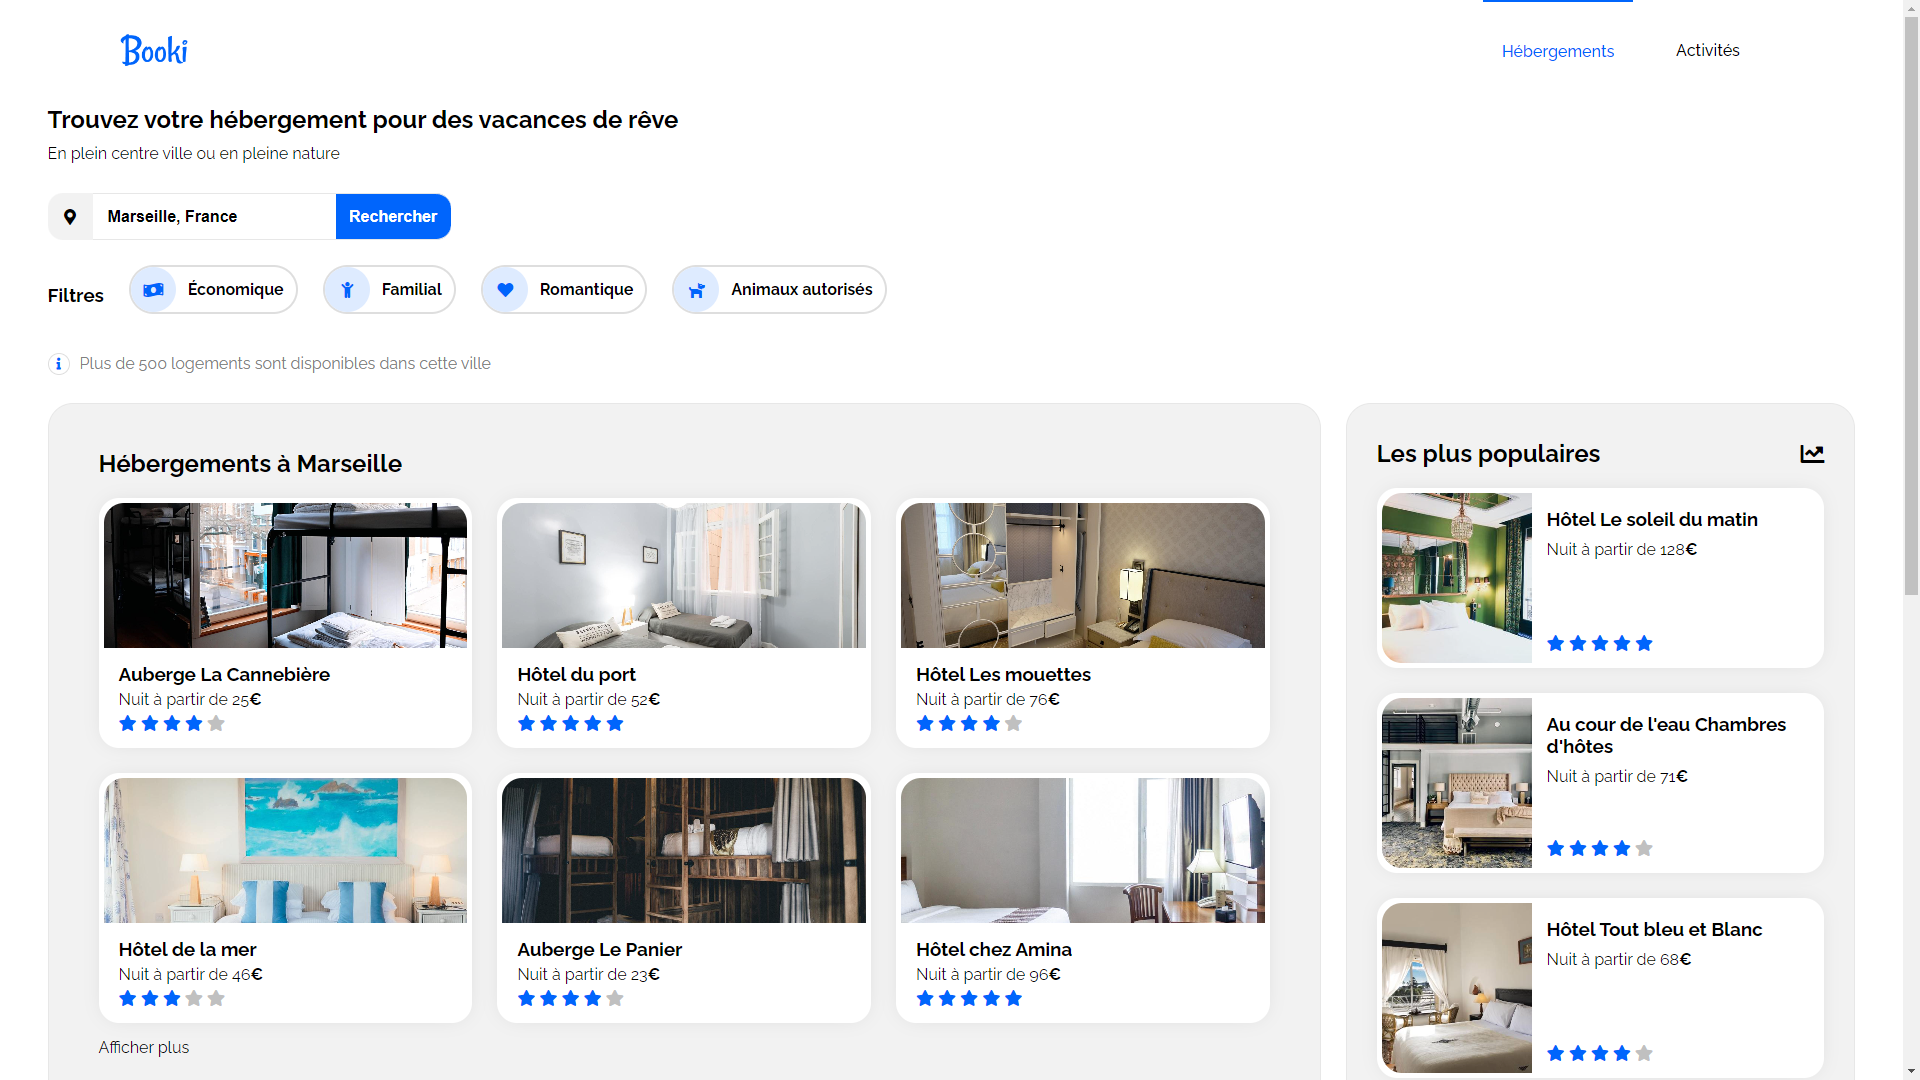 Booki
Hébergements
Activités
Trouvez votre hébergement pour des vacances de rêve
En plein centre ville ou en pleine nature
Marseille, France
Rechercher
Filtres
Économique
Familial
Romantique
Animaux autorisés
Plus de 500 logements sont disponibles dans cette ville
Hébergements à Marseille
Auberge La Cannebière
Nuit à partir de 25€
Hôtel du port
Nuit à partir de 52€
Hôtel Les mouettes
Nuit à partir de 76€
Hôtel de la mer
Nuit à partir de 46€
Auberge Le Panier
Nuit à partir de 23€
Hôtel chez Amina
Nuit à partir de 96€
Afficher plus
Les plus populaires
Hôtel Le soleil du matin
Nuit à partir de 128€
Au cour de l'eau Chambres
d'hôtes
Nuit à partir de 71€
Hôtel Tout bleu et Blanc
Nuit à partir de 68€